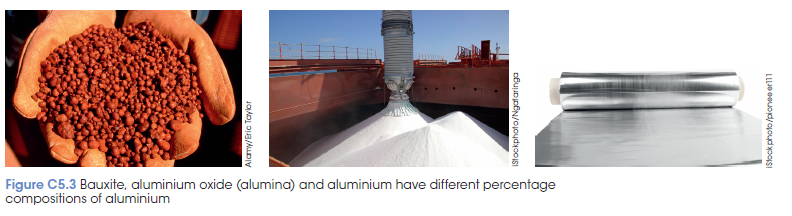 Alamy/Eric Taylor
iStockphoto/Ngataringa
iStockphoto/pioneeer111
Figure C5.3 Bauxite, aluminium oxide (alumina) and aluminium have different percentage
compositions of aluminium